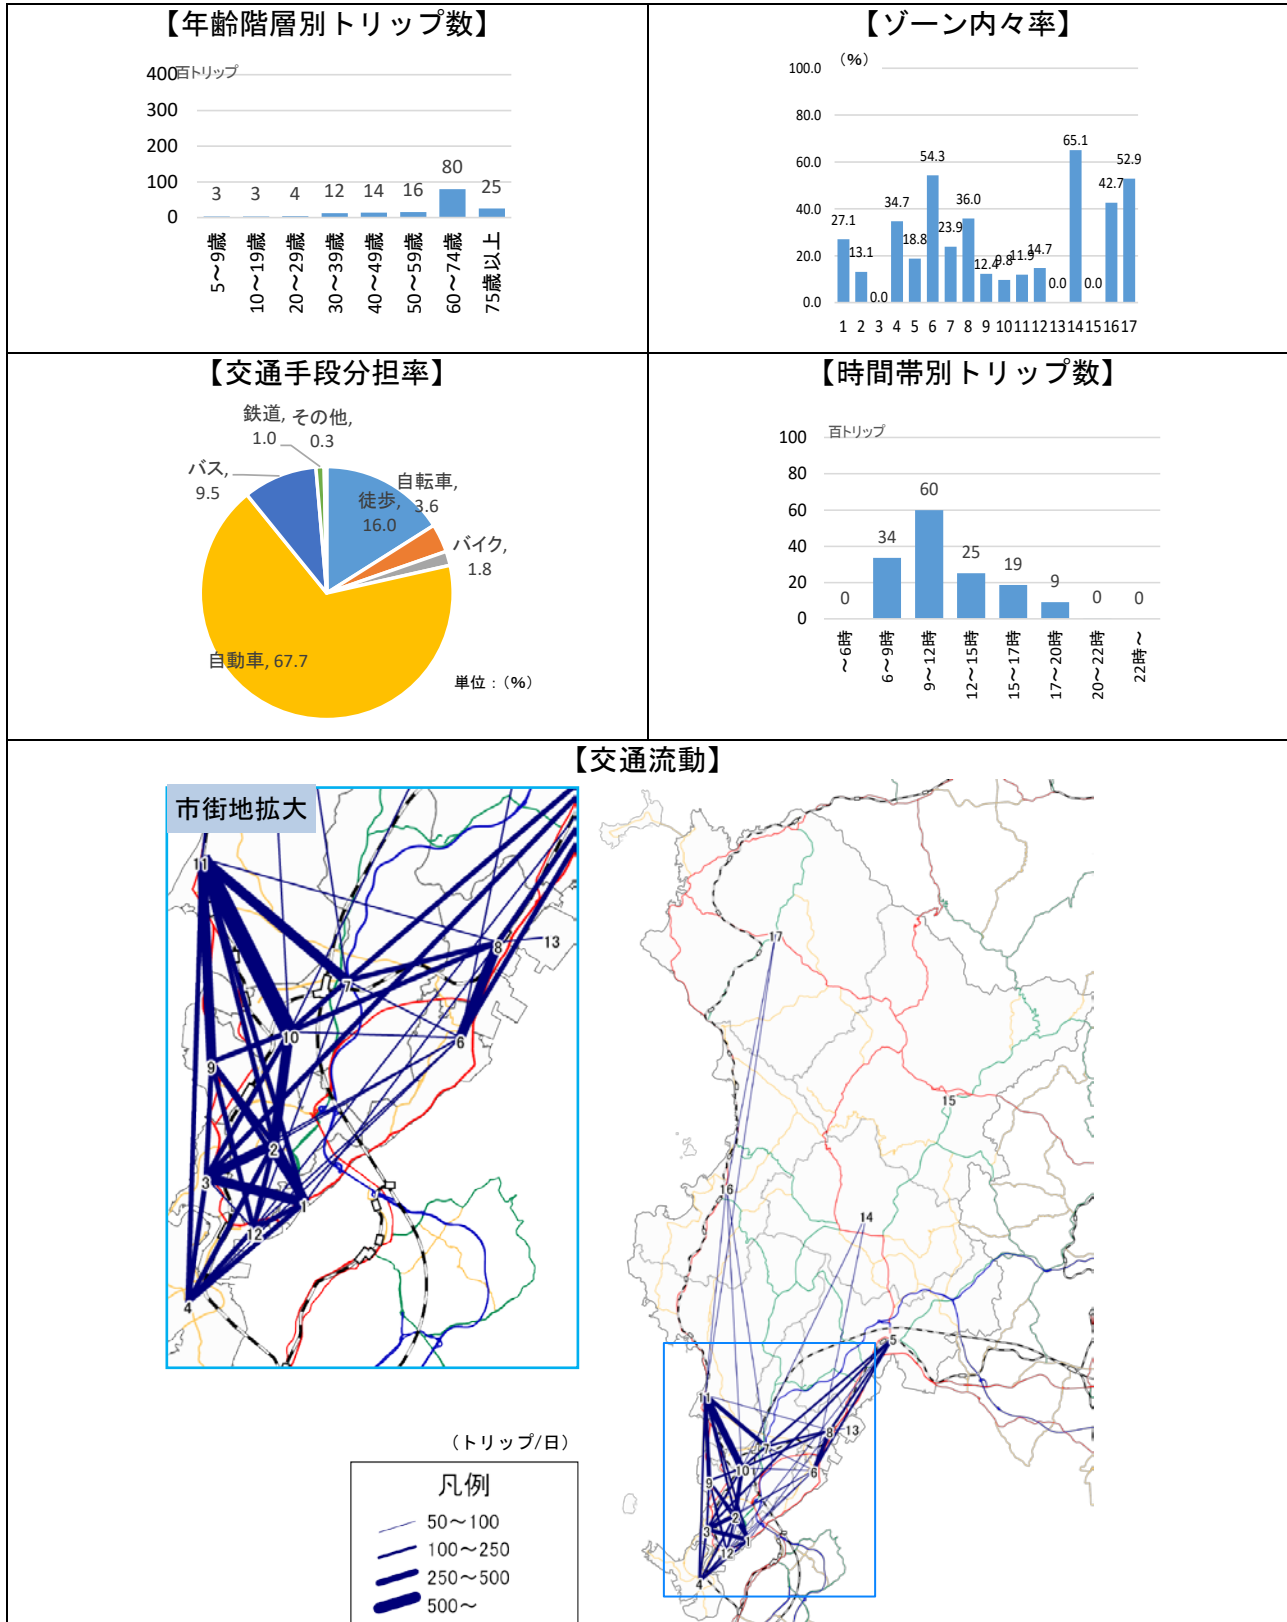 【年齢階層別トリップ数】
百トリップ
400
300
200
100
0
3
3
4
12
14
16
80
25
5～9歳
10～19歳
20～29歳
30～39歳
40～49歳
50～59歳
60～74歳
75歳以上
【ゾーン内々率】
(%)
100.0
80.0
60.0
40.0
20.0
0.0
27.1
13.1
0.0
34.7
18.8
54.3
23.9
36.0
12.4
9.8
11.9
14.7
0.0
65.1
0.0
42.7
52.9
1 2 3 4 5 6 7 8 9 10 11 12 13 14 15 16 17
【交通手段分担率】
鉄道,
1.0
その他,
0.3
バス,
9.5
徒歩,
16.0
自転車,
3.6
バイク,
1.8
自動車, 67.7
単位：(%)
【時間帯別トリップ数】
百トリップ
100
80
60
40
20
0
0
34
60
25
19
9
0
0
～6時
6～9時
9～12時
12～15時
15～17時
17～20時
20～22時
22時～
【交通流動】
市街地拡大
11
8
13
7
10
6
9
2
3
1
12
4
17
15
16
14
5
11
8
13
7
10
6
9
2
3
1
12
4
(トリップ/日)
凡例
50～100
100～250
250～500
500～